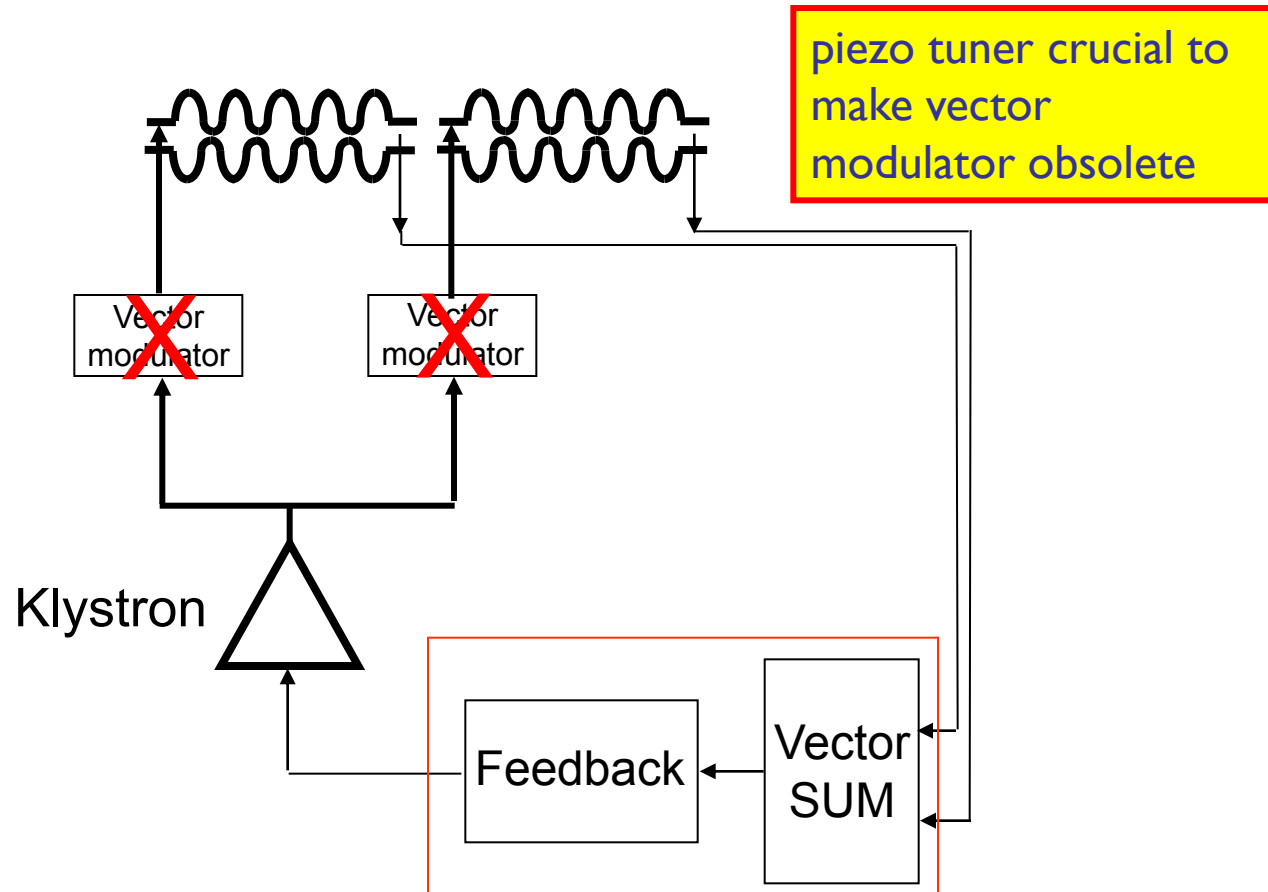 piezo tuner crucial to
make vector
modulator obsolete
Vector
modulator
Vector
modulator
Klystron
Feedback
Vector
SUM